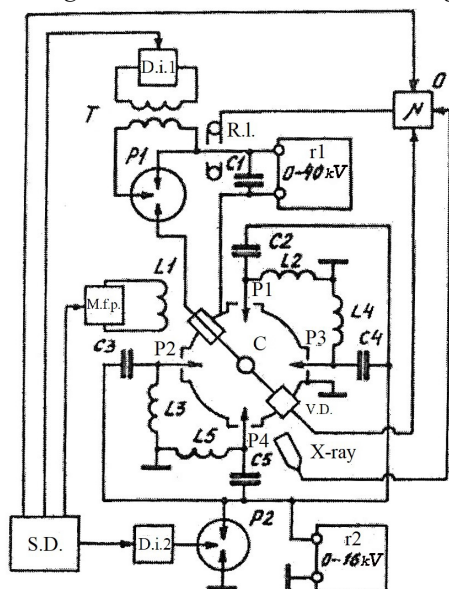 D.i.1
O
T
R.l.
P1
C1
r1
0-40 kV
C2
L2
P1
L1
M.f.p.
L4
C3
P2
C
P3
C4
L3
V.D.
L5
P4
C5
X-ray
P2
S.D.
D.i.2
r2
0-16 kV